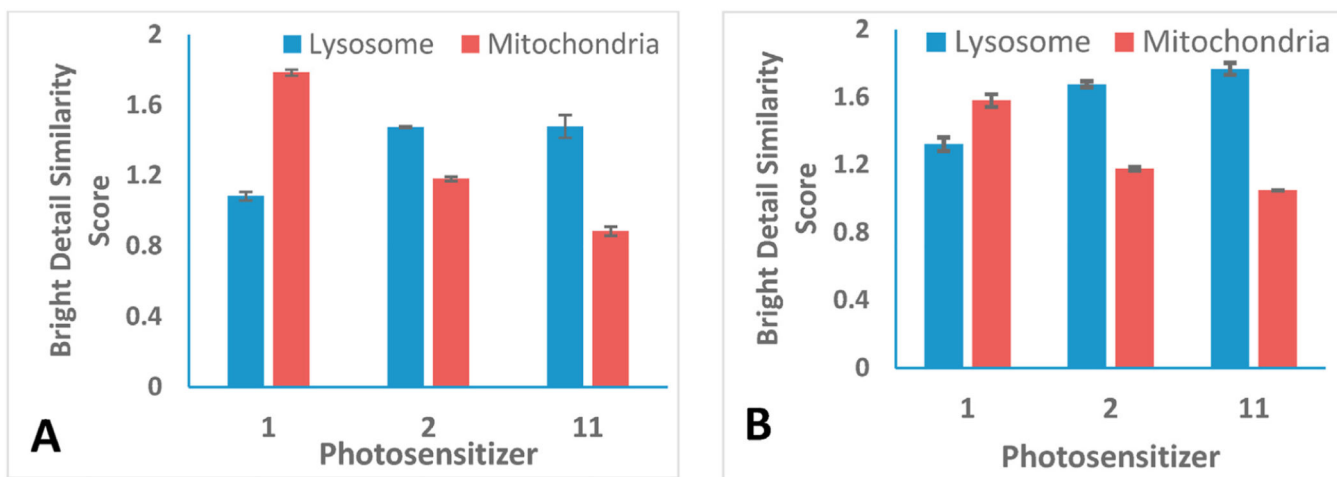 Lysosome Mitochondria
Bright Detail Similarity
Score
2
1.6
1.2
0.8
0.4
0
1 2 11
Photosensitizer
A
Lysosome Mitochondria
Bright Detail Similarity
Score
2
1.6
1.2
0.8
0.4
0
1 2 11
Photosensitizer
B